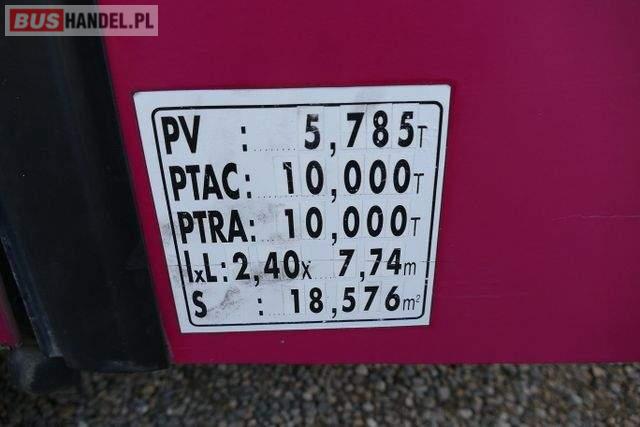 BUSHANDEL.PL
PV : 5,785T
PTAC: 10,000T
PTRA: 10,000T
lxL: 2,40x 7,74m
S : 18,576m²